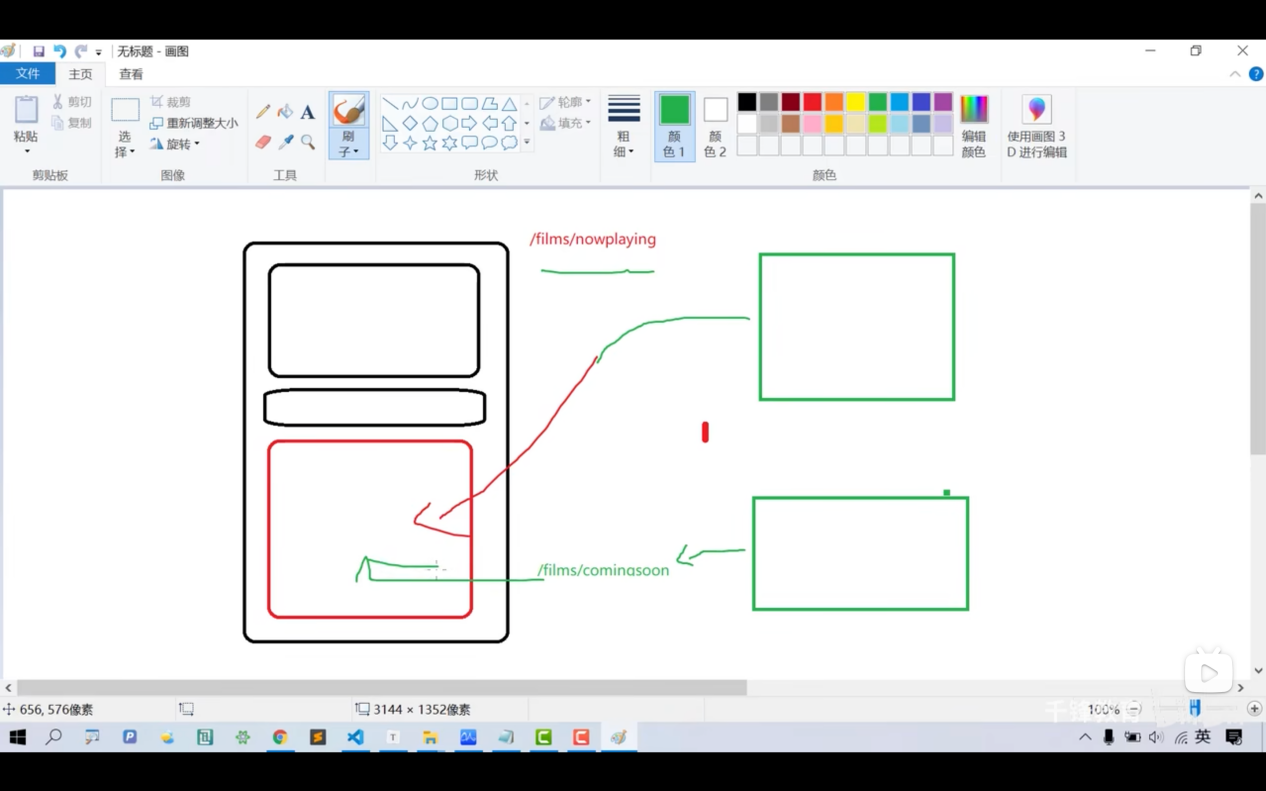 无标题 - 画图
文件 主页 查看
粘贴
剪切
复制
剪贴板
选择
裁剪
重新调整大小
旋转
图像
A
工具
刷子
轮廓
填充
形状
粗细
颜色 1
颜色 2
编辑颜色
颜色
使用画图 3D 进行编辑
/films/nowplaying
/films/comingsoon
656, 576像素
3144 × 1352像素
100%
英